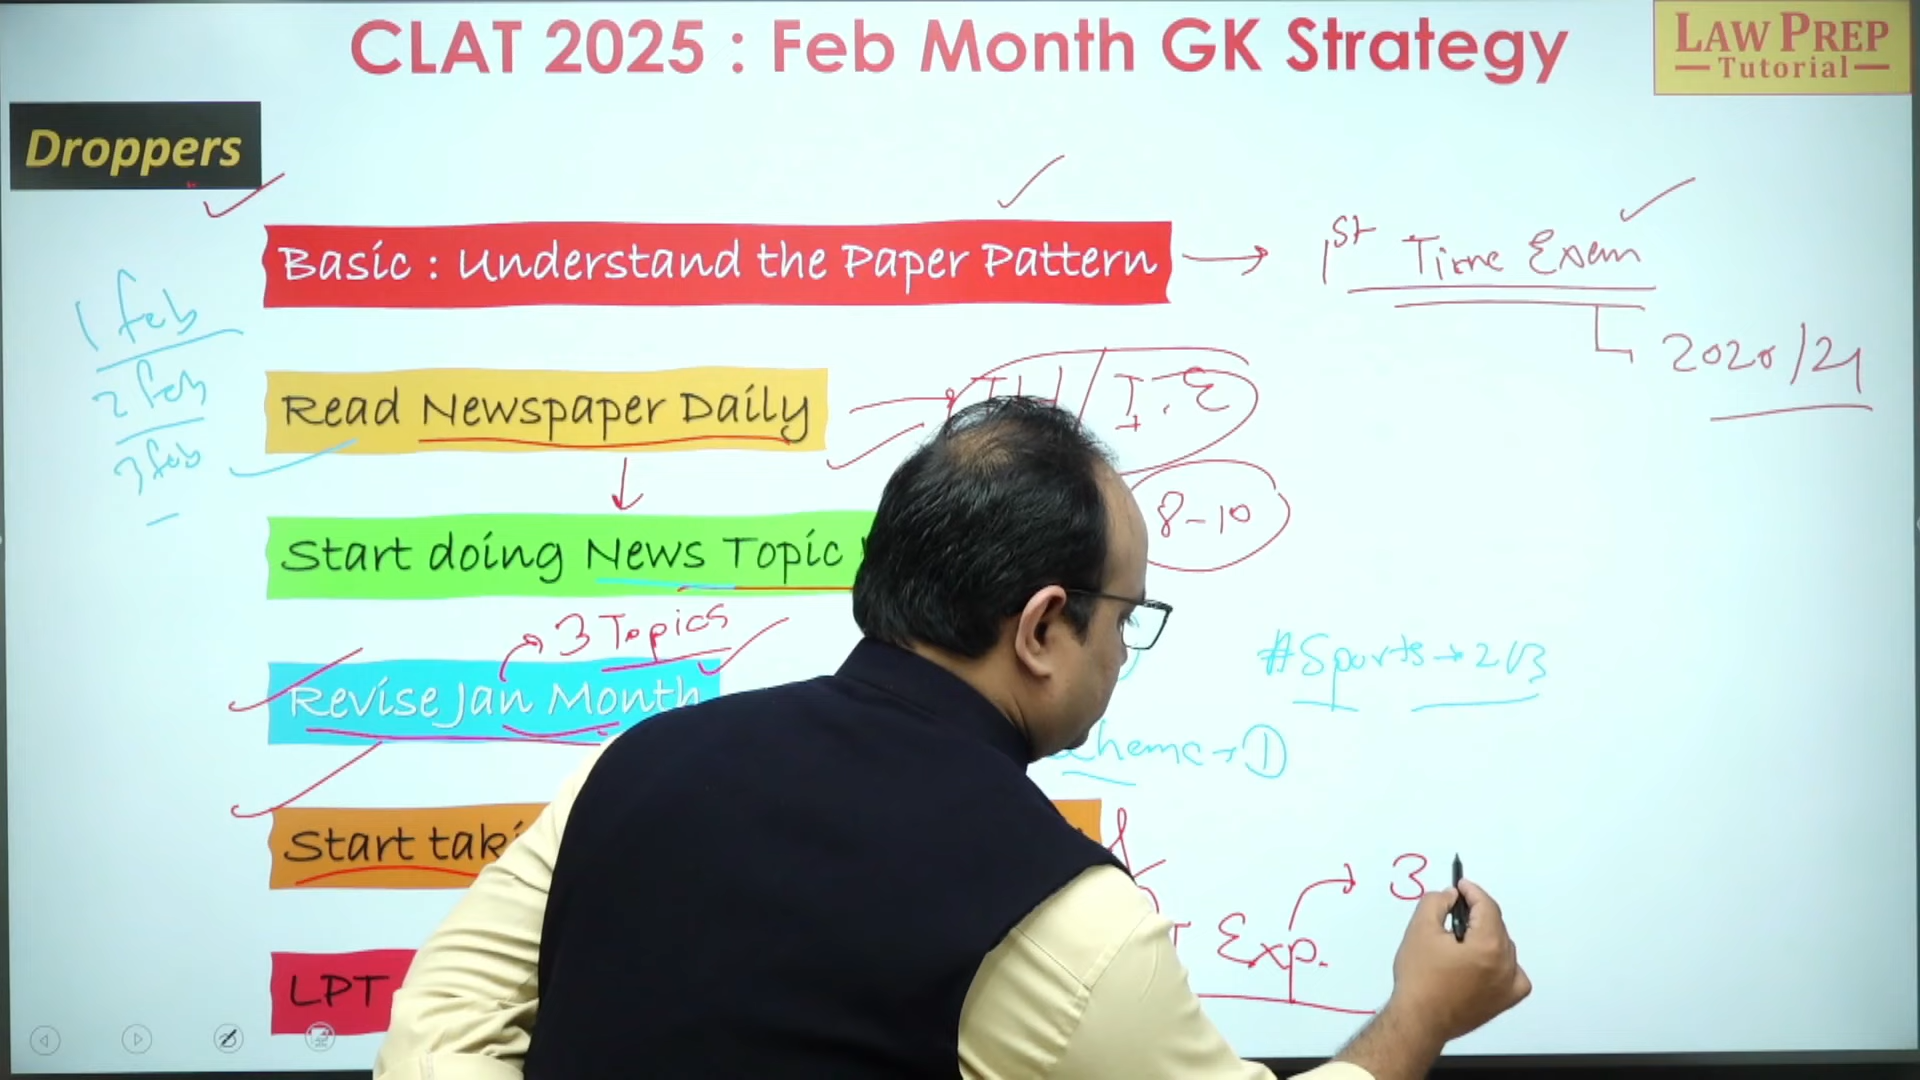 CLAT 2025 : Feb Month GK Strategy
LAW PREP
Tutorial
Droppers
Basic : Understand the Paper Pattern
1st Time Exam
2020/21
1 feb
2 feb
3 feb
Read Newspaper Daily
I.E
8-10
Start doing News Topic
3 Topics
#Sports → 2/3
Revise Jan Month
→ 1
Start
Exp.
3
LPT